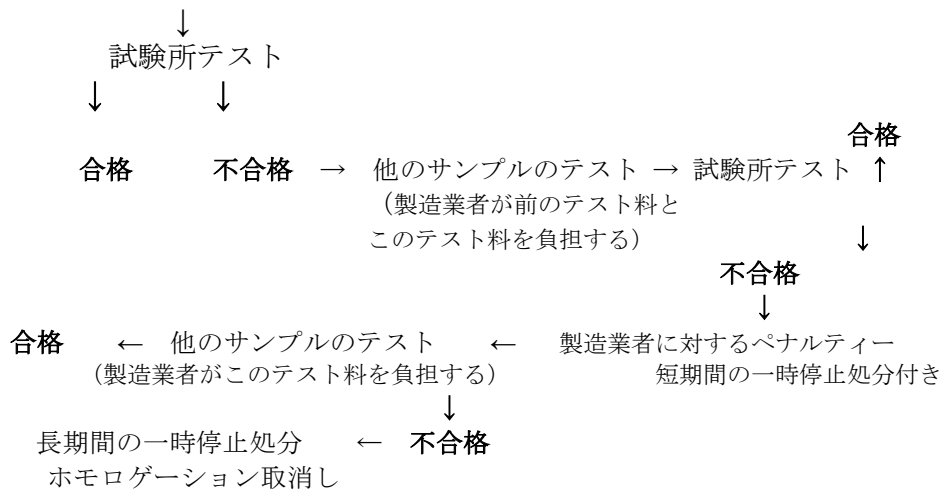 ↓
試験所テスト
↓ ↓
合格
合格 不合格 → 他のサンプルのテスト → 試験所テスト ↑
（製造業者が前のテスト料と
このテスト料を負担する） ↓
不合格
↓
合格 ← 他のサンプルのテスト ← 製造業者に対するペナルティー
（製造業者がこのテスト料を負担する） 短期間の一時停止処分付き
↓
長期間の一時停止処分 ← 不合格
ホモロゲーション取消し